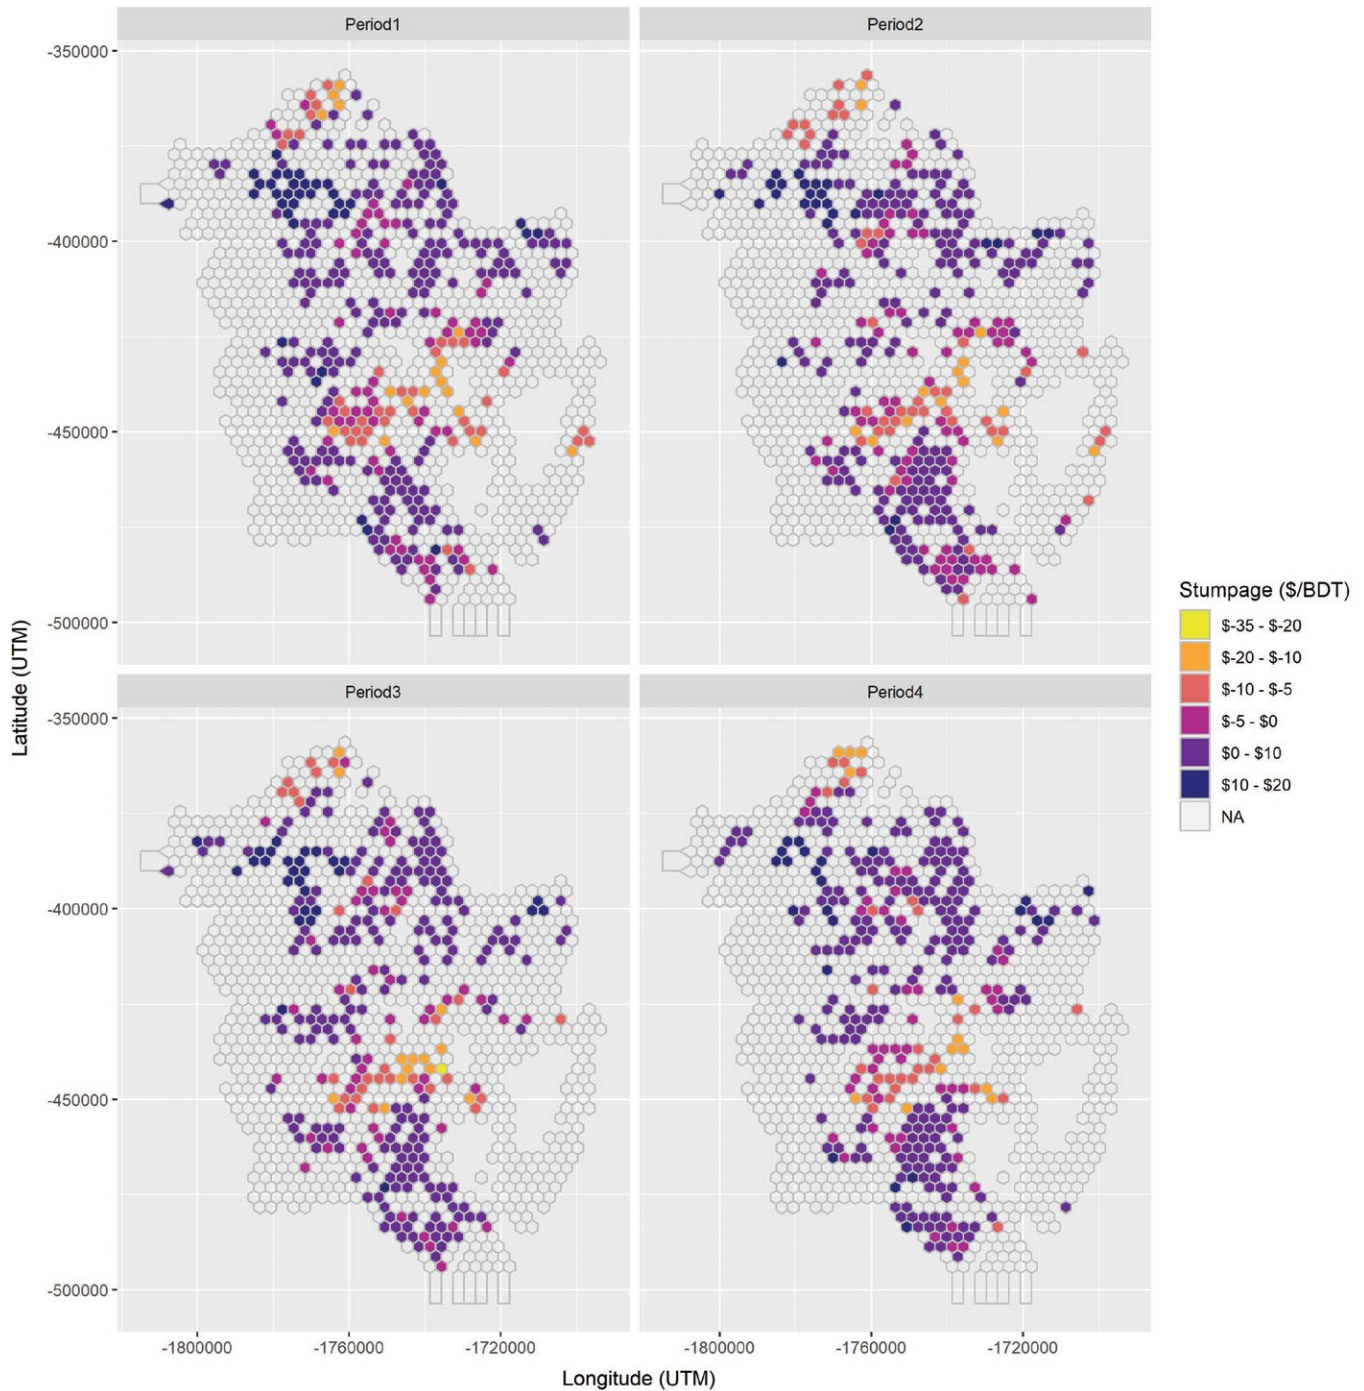 Period1
Period2
-350000
-400000
-450000
-500000
Latitude (UTM)
Stumpage ($/BDT)
$-35 - $-20
$-20 - $-10
$-10 - $-5
$-5 - $0
$0 - $10
$10 - $20
NA
Period3
Period4
-350000
-400000
-450000
-500000
-1800000 -1760000 -1720000 -1800000 -1760000 -1720000
Longitude (UTM)